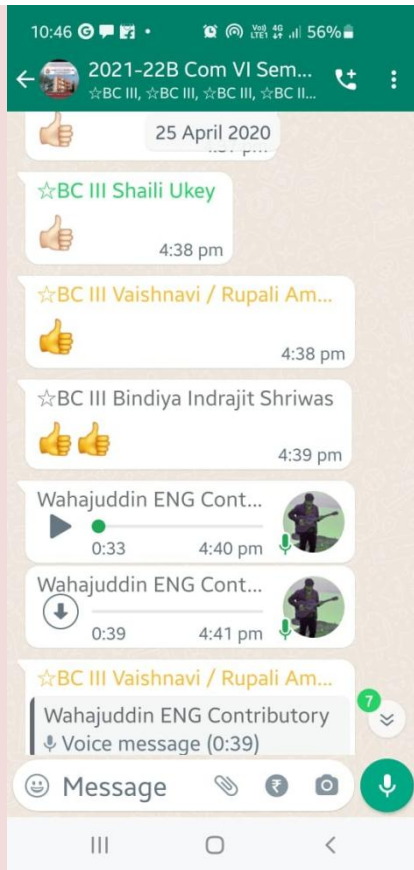 10:46
56%
2021-22B Com VI Sem...
☆BC III, ☆BC III, ☆BC III, ☆BC II...
25 April 2020
☆BC III Shaili Ukey
4:38 pm
☆BC III Vaishnavi / Rupali Am...
4:38 pm
☆BC III Bindiya Indrajit Shriwas
4:39 pm
Wahajuddin ENG Cont...
0:33 4:40 pm
Wahajuddin ENG Cont...
0:39 4:41 pm
☆BC III Vaishnavi / Rupali Am...
7
Wahajuddin ENG Contributory
Voice message (0:39)
Message